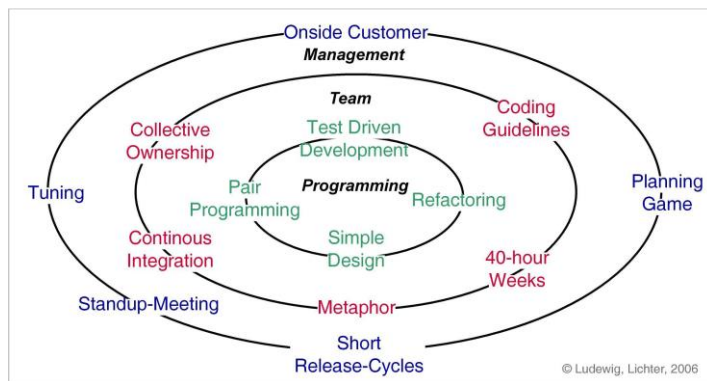 Onside Customer
Management
Team
Coding
Guidelines
Collective
Ownership
Test Driven
Development
Tuning
Pair
Programming
Programming
Refactoring
Planning
Game
Continous
Integration
Simple
Design
40-hour
Weeks
Standup-Meeting
Metaphor
Short
Release-Cycles
© Ludewig, Lichter, 2006